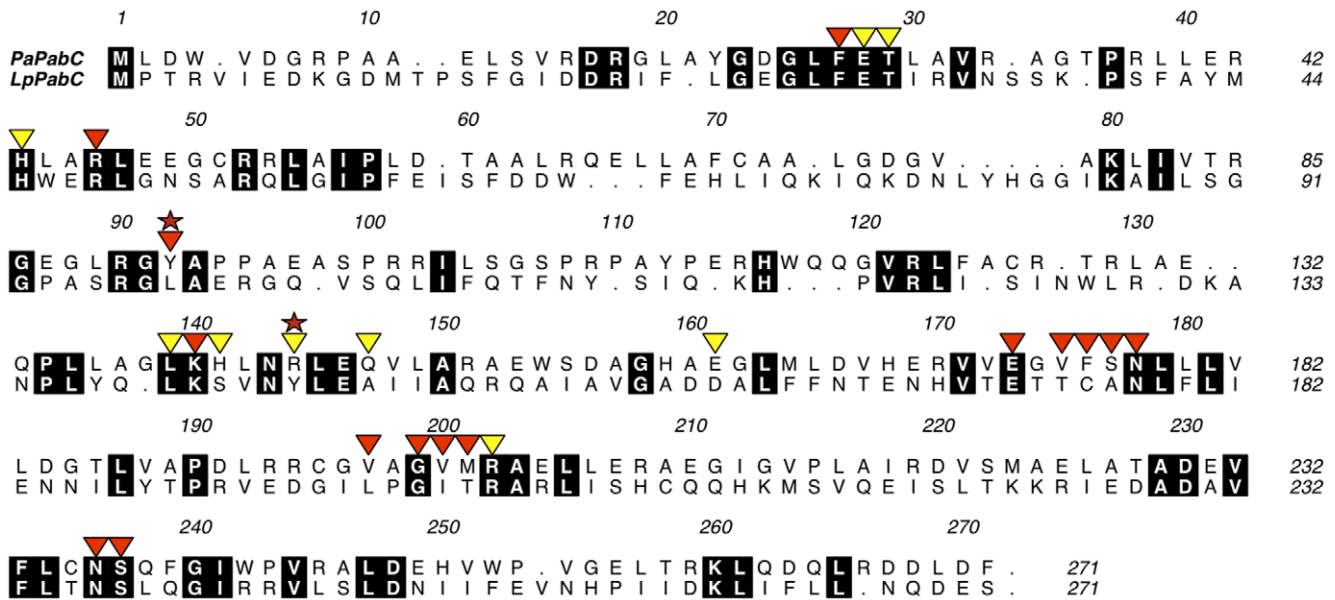 1 10 20 30 40
PaPabC M L D W . V D G R P A A . . E L S V R D R G L A Y G D G L F E T L A V R . A G T P R L L E R 42
LpPabC M P T R V I E D K G D M T P S F G I D D R I F . L G E G L F E T I R V N S S K . P S F A Y M 44
50 60 70 80
H L A R L E E G C R R L A I P L D . T A A L R Q E L L A F C A A . L G D G V . . . . . A K L I V T R 85
H W E R L G N S A R Q L G I P F E I S F D D W . . . F E H L I Q K I Q K D N L Y H G G I K A I L S G 91
90 100 110 120 130
G E G L R G Y A P P A E A S P R R I L S G S P R P A Y P E R H W Q Q G V R L F A C R . T R L A E . . 132
G P A S R G L A E R G Q . V S Q L I F Q T F N Y . S I Q . K H . . . P V R L I . S I N W L R . D K A 133
140 150 160 170 180
Q P L L A G L K H L N R L E Q V L A R A E W S D A G H A E G L M L D V H E R V V E G V F S N L L L V 182
N P L Y Q . L K S V N Y L E A I I A Q R Q A I A V G A D D A L F F N T E N H V T E T T C A N L F L I 182
190 200 210 220 230
L D G T L V A P D L R R C G V A G V M R A E L L E R A E G I G V P L A I R D V S M A E L A T A D E V 232
E N N I L Y T P R V E D G I L P G I T R A R L I S H C Q Q H K M S V Q E I S L T K K R I E D A D A V 232
240 250 260 270
F L C N S Q F G I W P V R A L D E H V W P . V G E L T R K L Q D Q L R D D L D F . 271
F L T N S L Q G I R R V L S L D N I I F E V N H P I I D K L I F L L . N Q D E S . 271